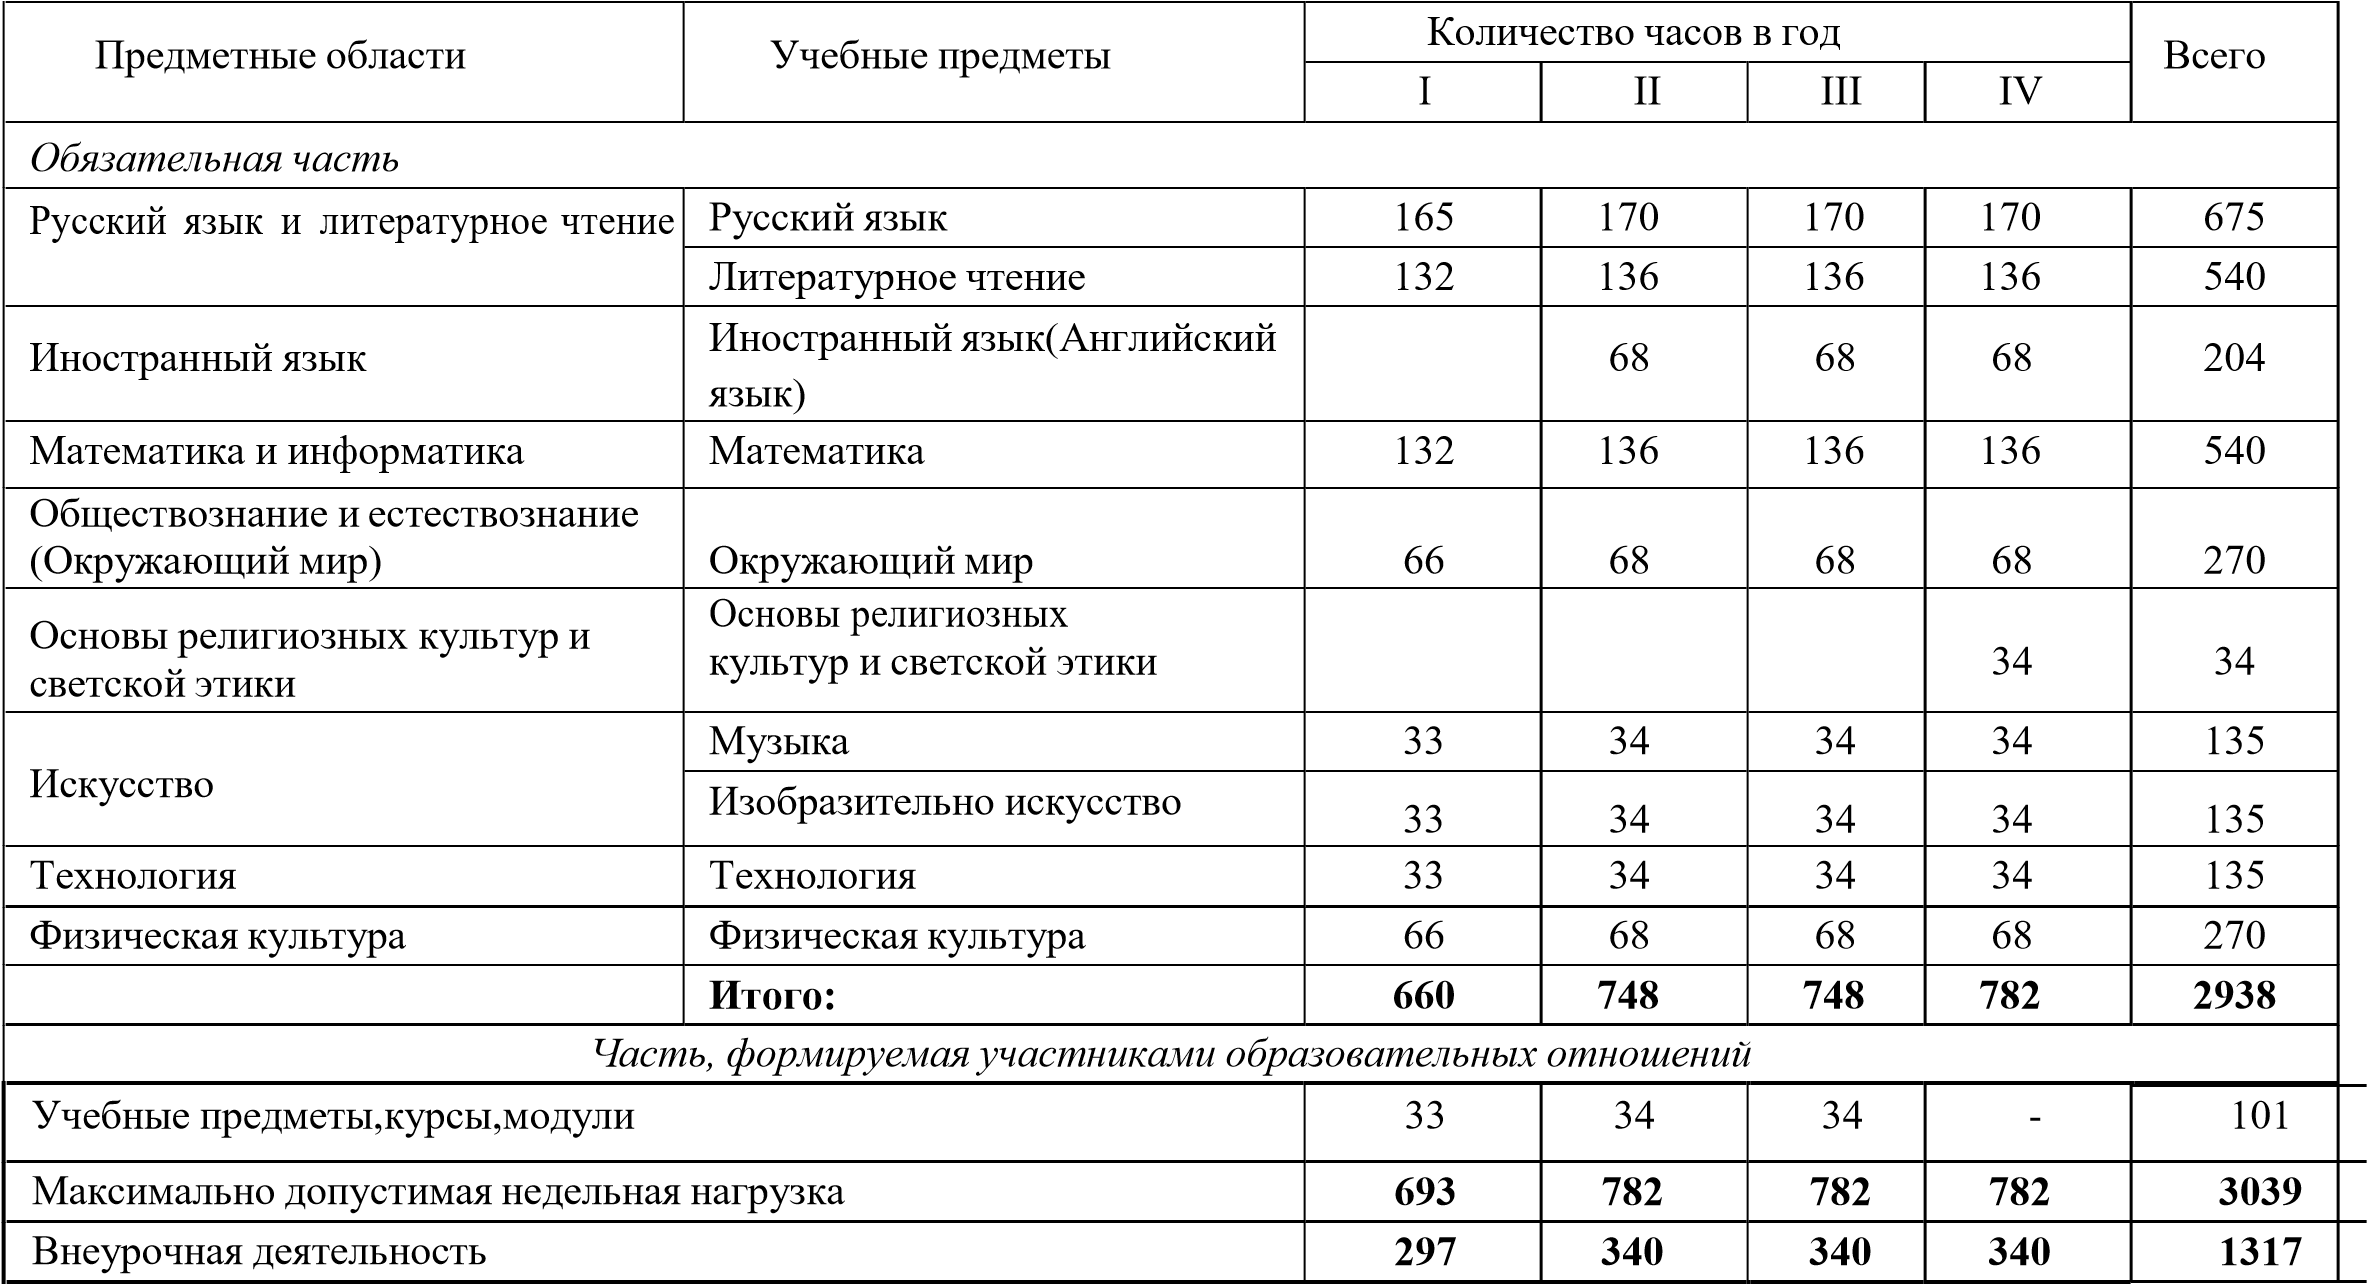 Предметные области Учебные предметы Количество часов в год Всего
I II III IV
Обязательная часть
Русский язык и литературное чтение Русский язык 165 170 170 170 675
Литературное чтение 132 136 136 136 540
Иностранный язык Иностранный язык(Английский
язык) 68 68 68 204
Математика и информатика Математика 132 136 136 136 540
Обществознание и естествознание
(Окружающий мир) Окружающий мир 66 68 68 68 270
Основы религиозных культур и
светской этики Основы религиозных
культур и светской этики 34 34
Искусство Музыка 33 34 34 34 135
Изобразительно искусство 33 34 34 34 135
Технология Технология 33 34 34 34 135
Физическая культура Физическая культура 66 68 68 68 270
Итого: 660 748 748 782 2938
Часть, формируемая участниками образовательных отношений
Учебные предметы,курсы,модули 33 34 34 - 101
Максимально допустимая недельная нагрузка 693 782 782 782 3039
Внеурочная деятельность 297 340 340 340 1317